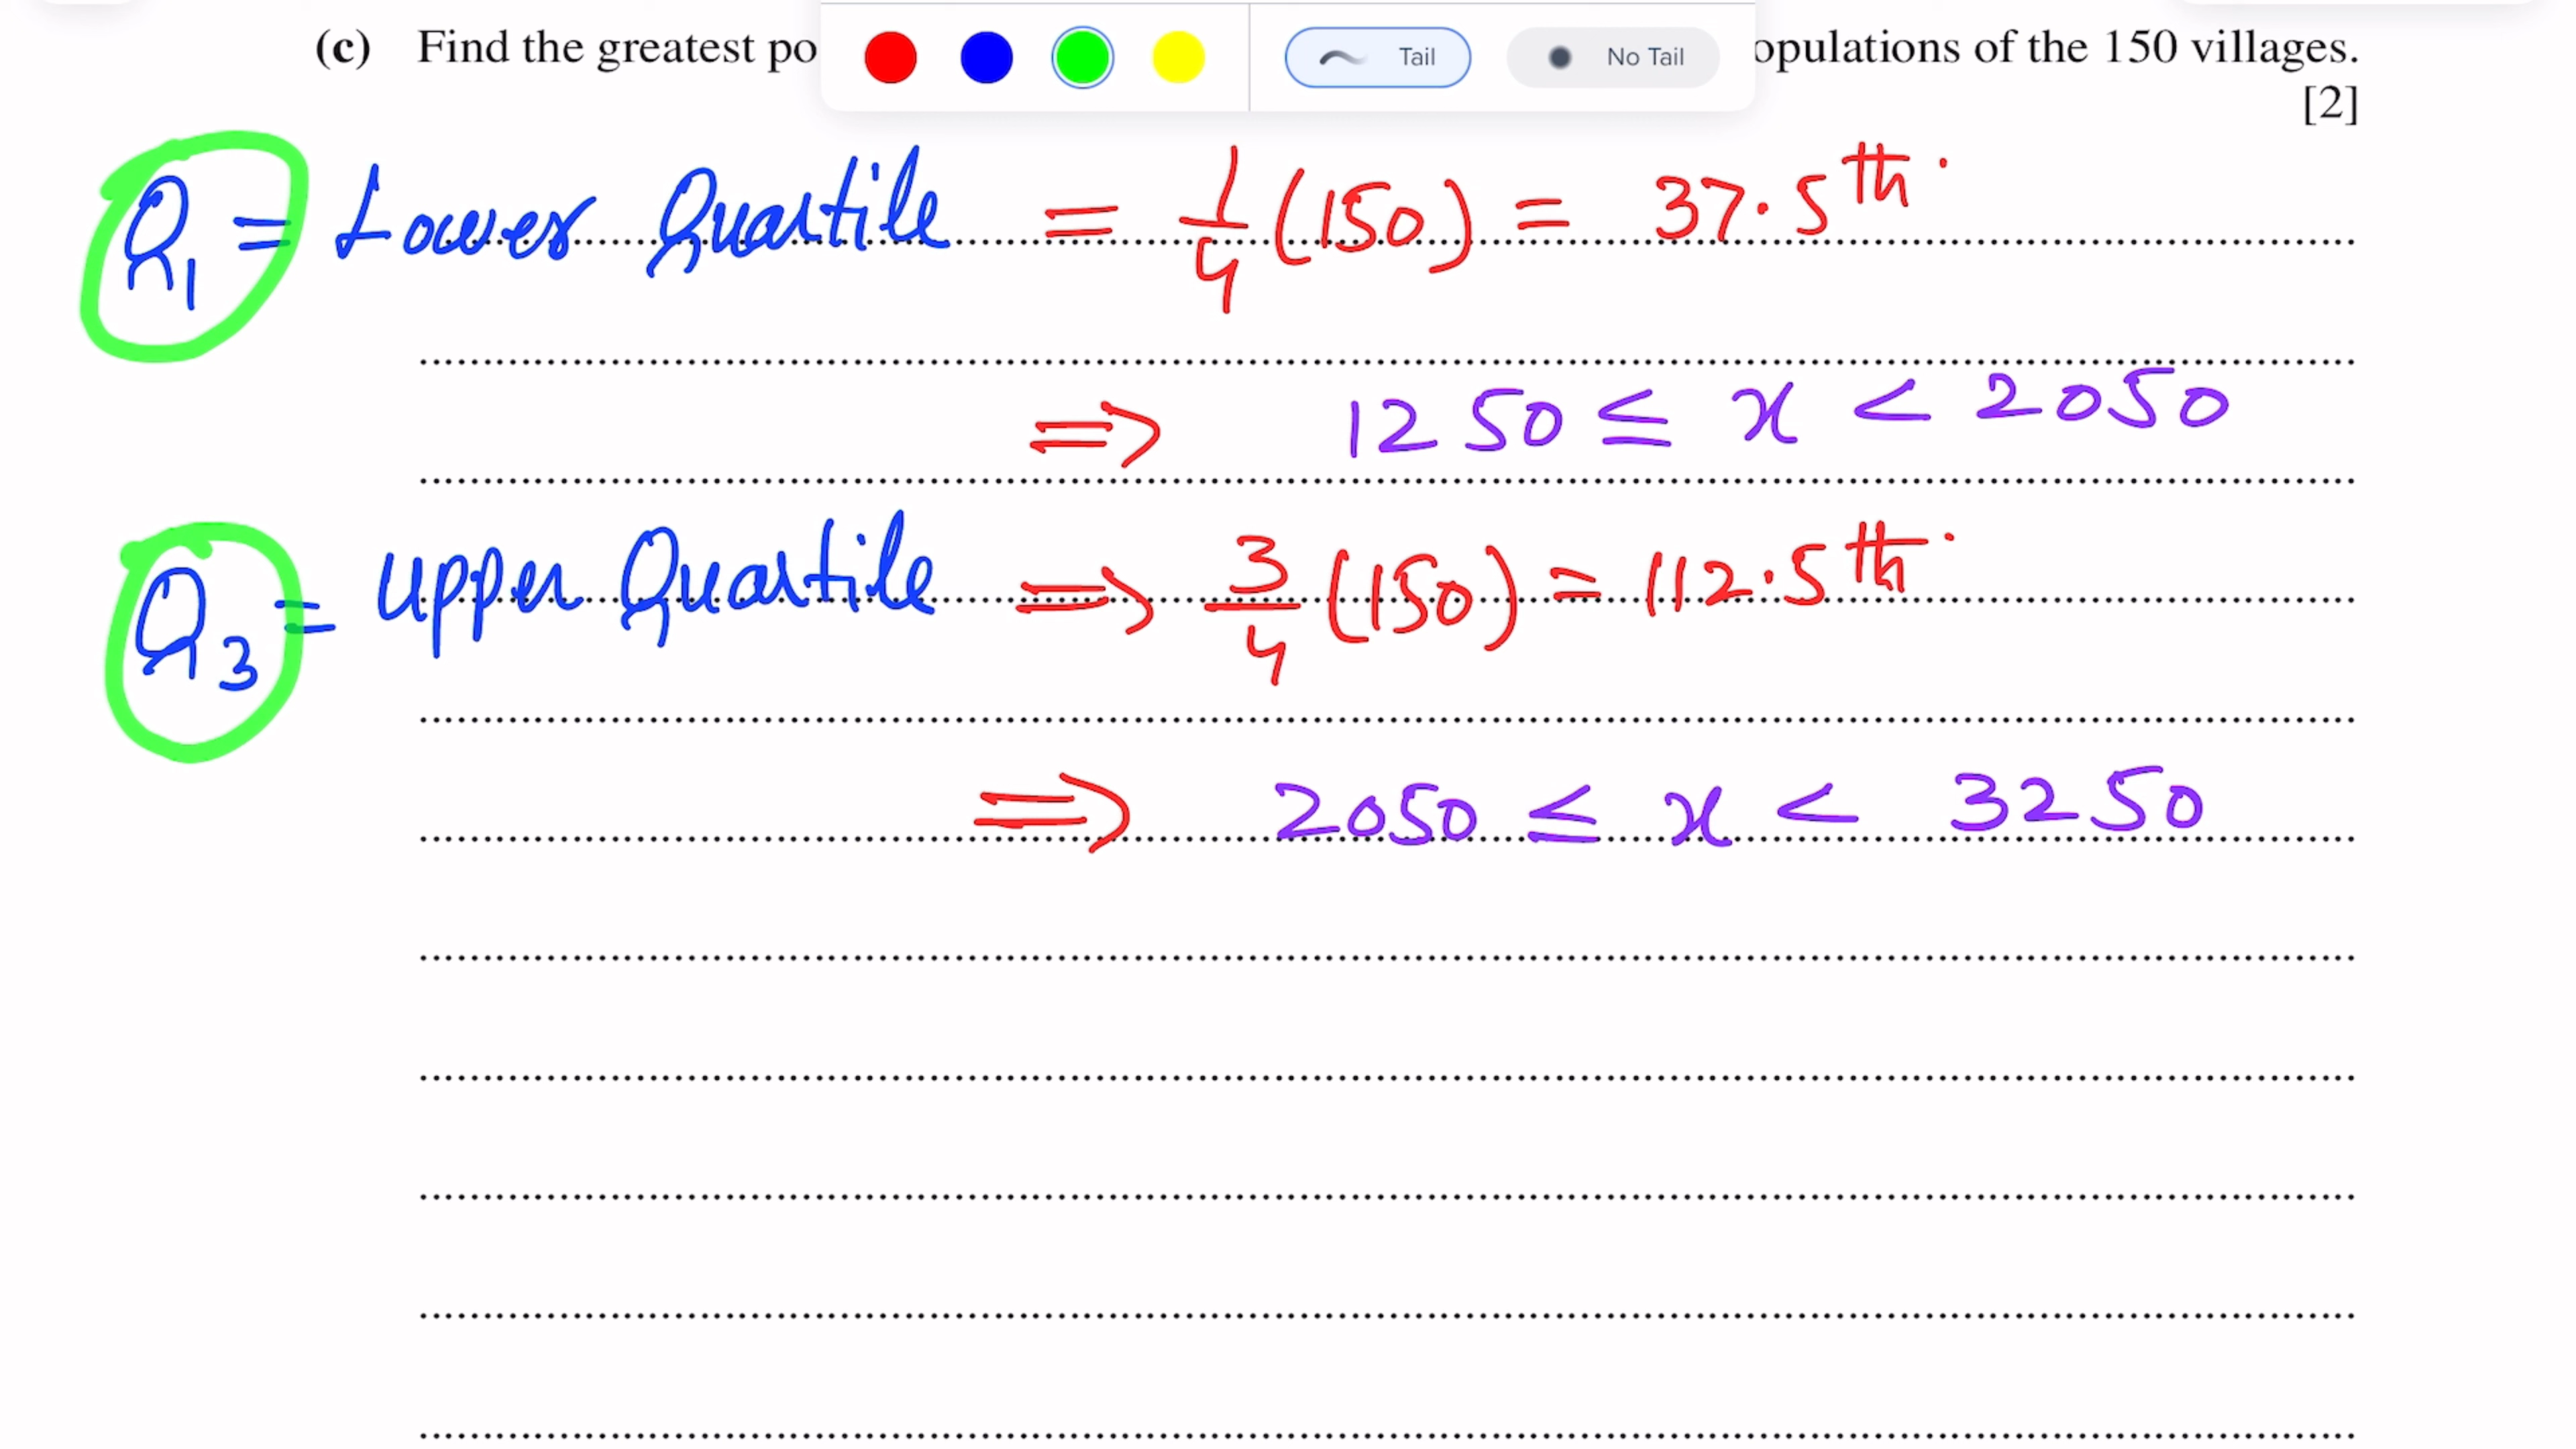 (c) Find the greatest po Tail No Tail opulations of the 150 villages.
[2]
Q₁ = Lower Quartile = 1/4 (150) = 37.5th.
⇒ 1250 ≤ x < 2050
Q₃ = Upper Quartile ⇒ 3/4 (150) = 112.5th.
⇒ 2050 ≤ x < 3250